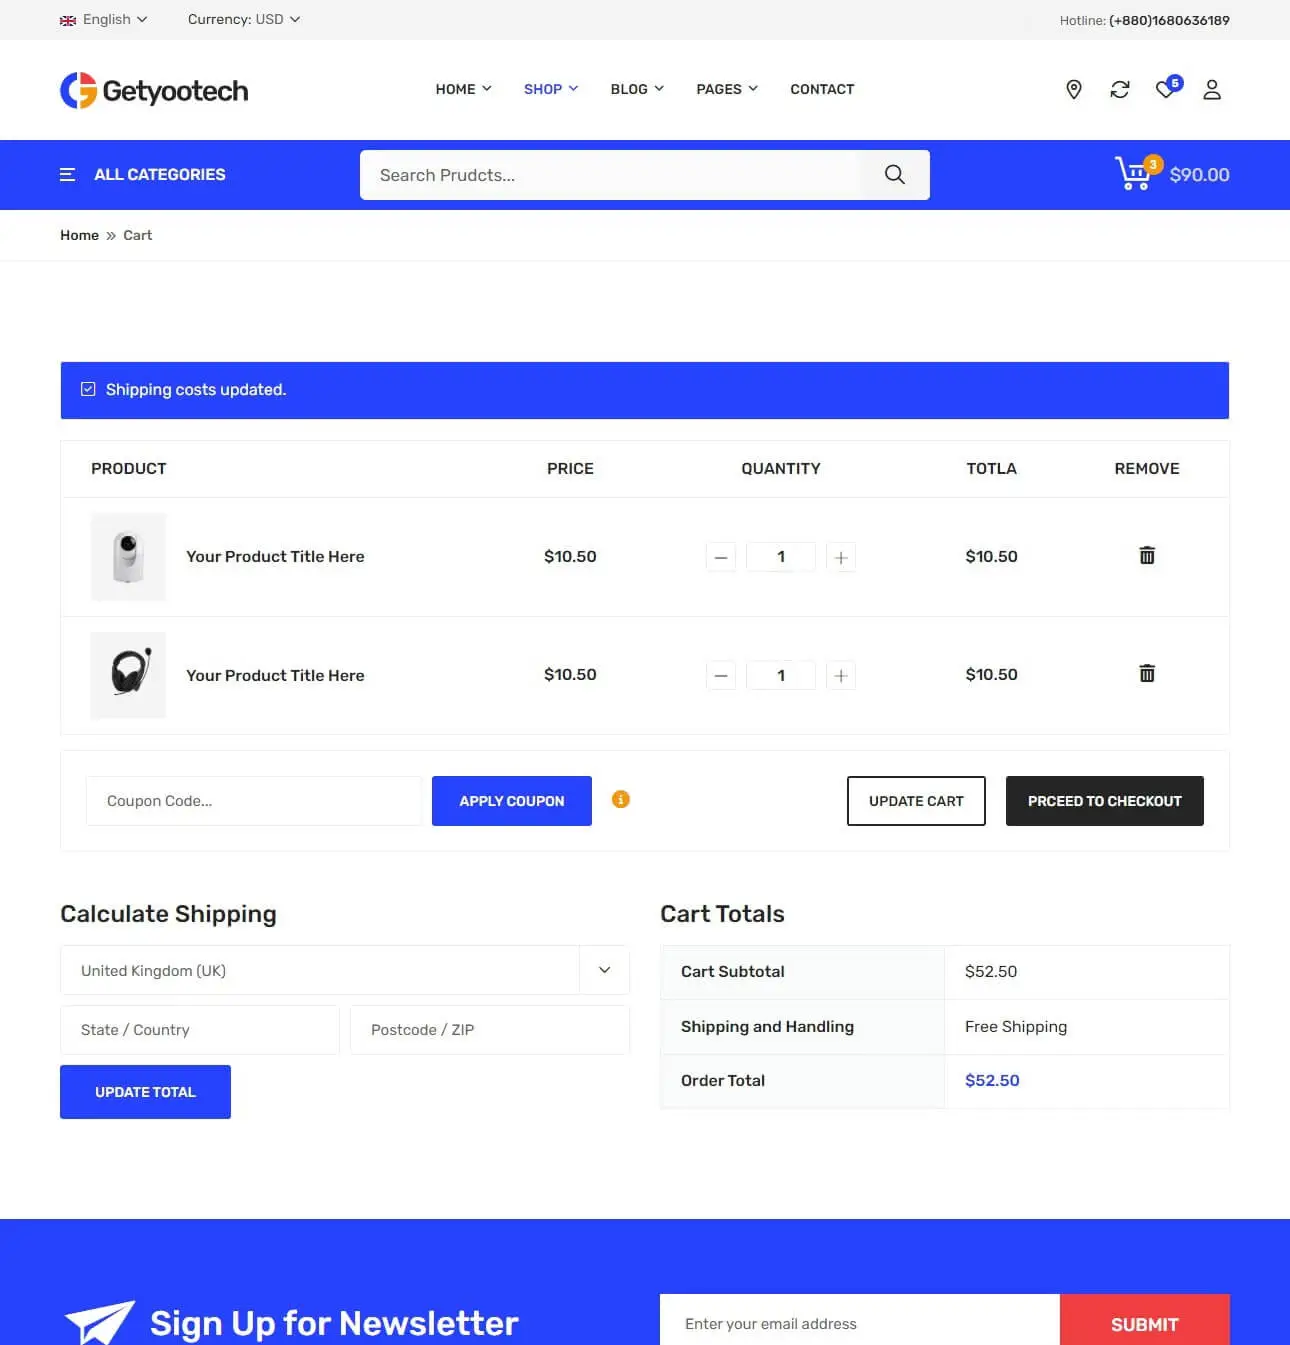 English Currency: USD Hotline: (+880)1680636189
Getyootech HOME SHOP BLOG PAGES CONTACT 5
ALL CATEGORIES Search Prudcts... 3 $90.00
Home » Cart
Shipping costs updated.
PRODUCT PRICE QUANTITY TOTLA REMOVE
Your Product Title Here $10.50 − 1 + $10.50
Your Product Title Here $10.50 − 1 + $10.50
Coupon Code... APPLY COUPON i UPDATE CART PRCEED TO CHECKOUT
Calculate Shipping
United Kingdom (UK)
State / Country Postcode / ZIP
UPDATE TOTAL
Cart Totals
Cart Subtotal $52.50
Shipping and Handling Free Shipping
Order Total $52.50
Sign Up for Newsletter Enter your email address SUBMIT